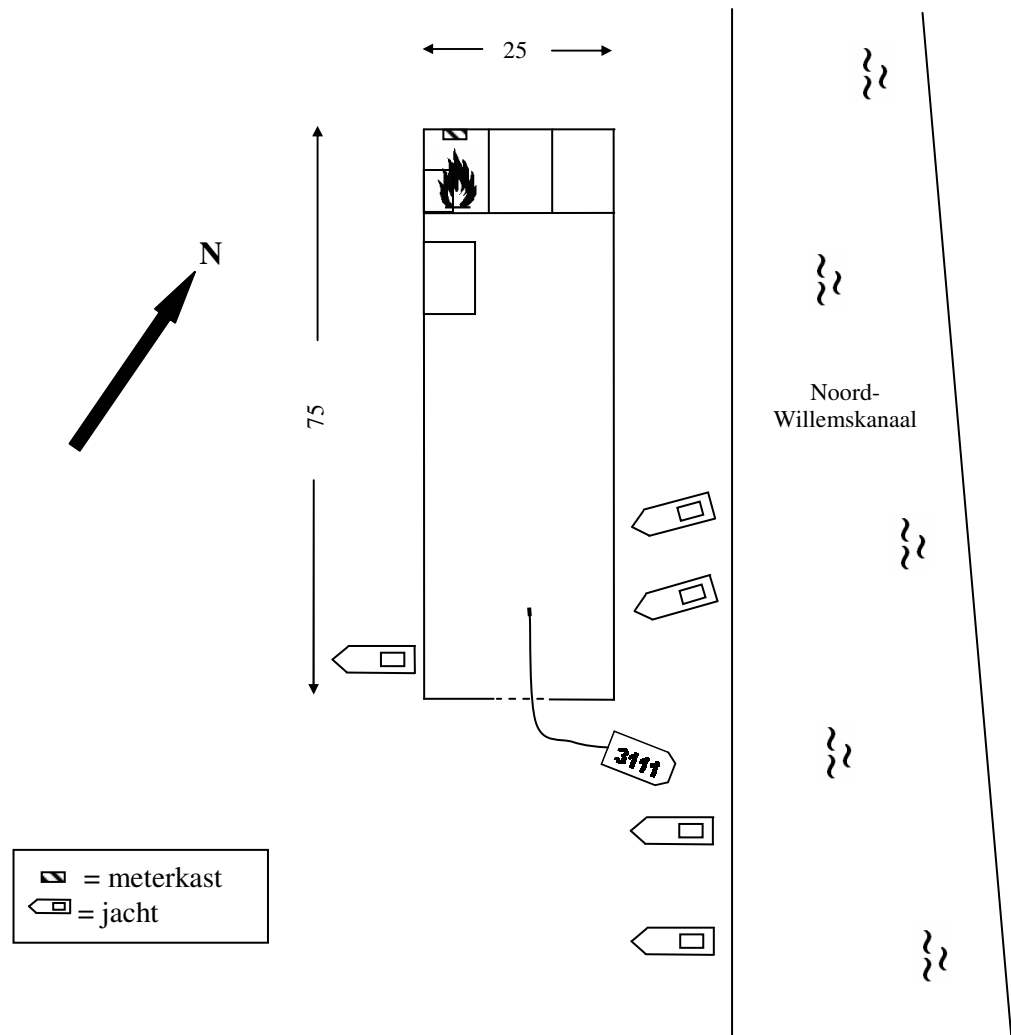 25
N
75
Noord-
Willemskanaal
3111
= meterkast
= jacht